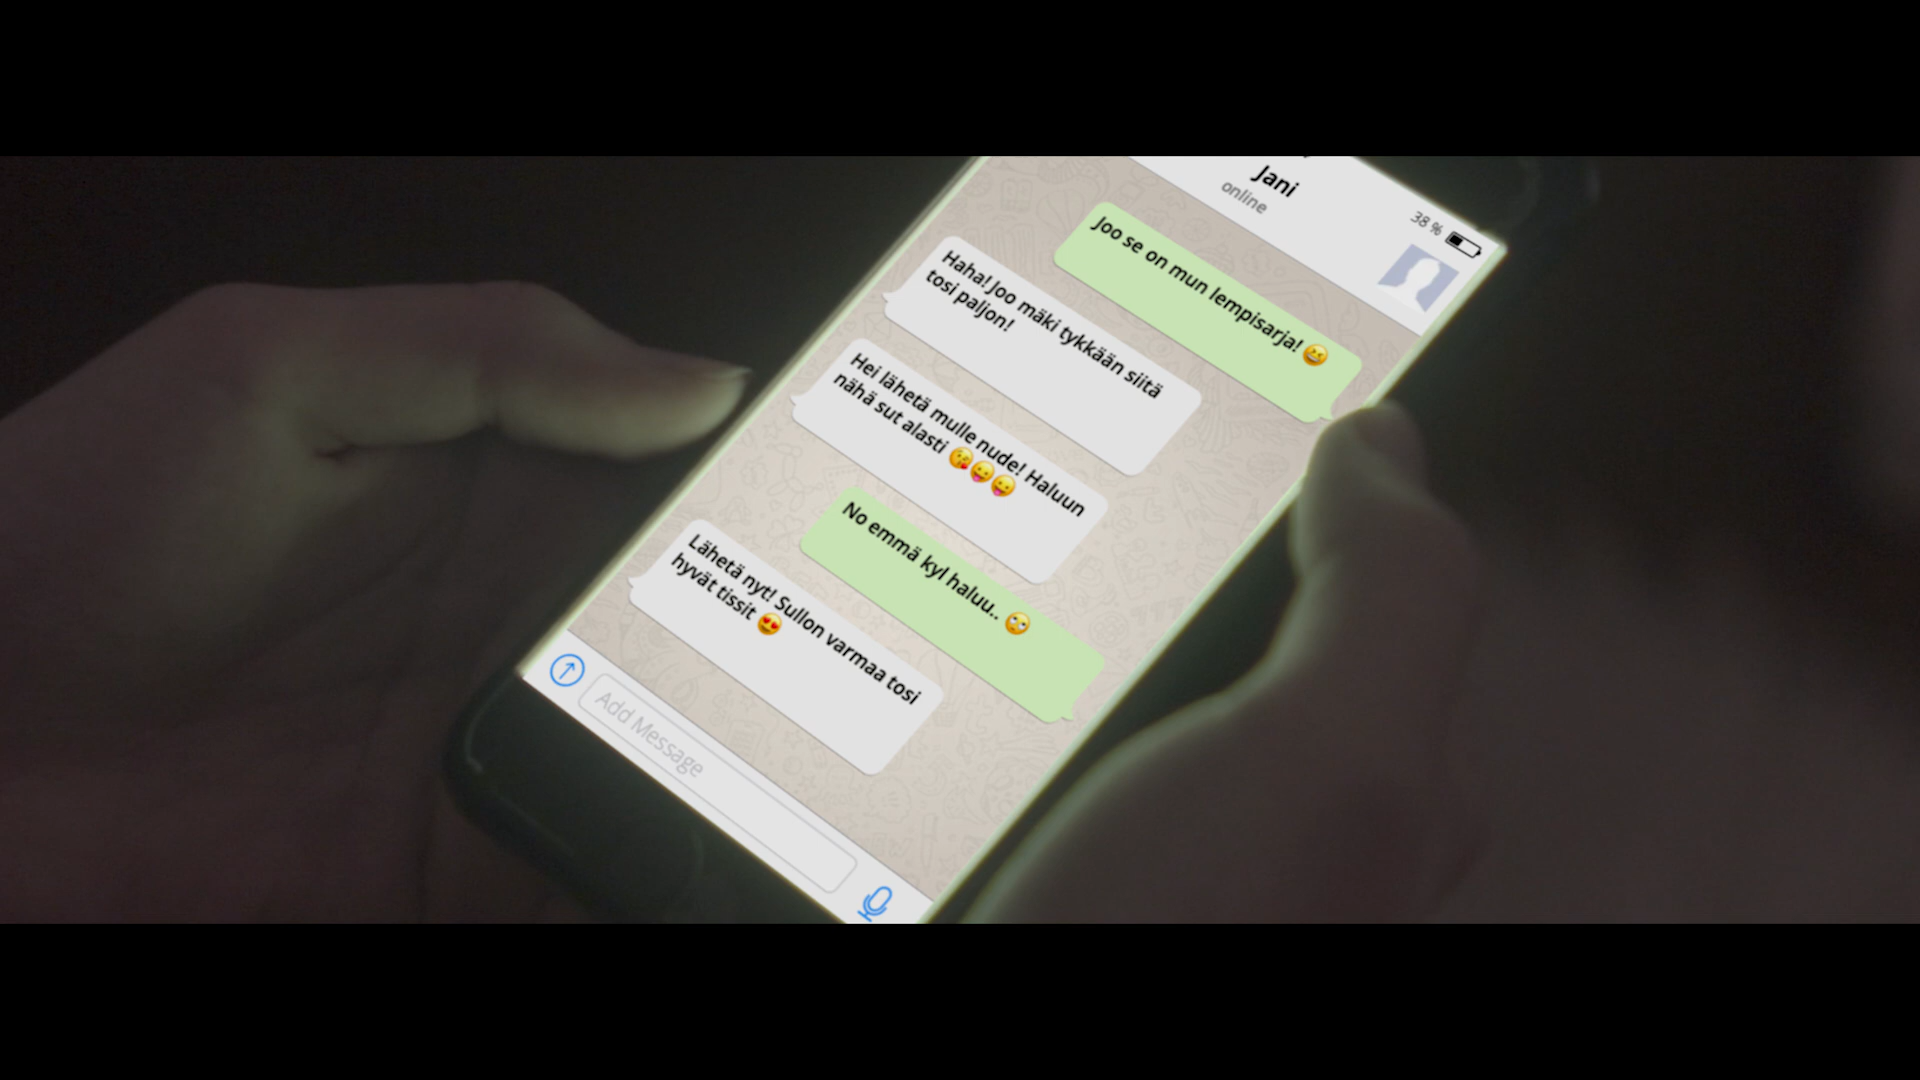 Jani
online
38 %
Joo se on mun lempisarja! 😆
Haha! Joo mäki tykkään siitä
tosi paljon!
Hei lähetä mulle nude! Haluun
nähä sut alasti 😘😜😜
No emmä kyl haluu.. 🙄
Lähetä nyt! Sullon varmaa tosi
hyvät tissit 😍
Add Message